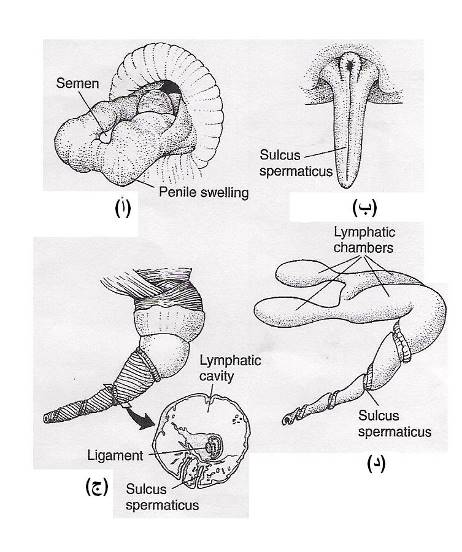 Semen
Penile swelling
(أ)
Sulcus
spermaticus
(ب)
Lymphatic
cavity
Ligament
Sulcus
spermaticus
(ج)
Lymphatic
chambers
Sulcus
spermaticus
(د)